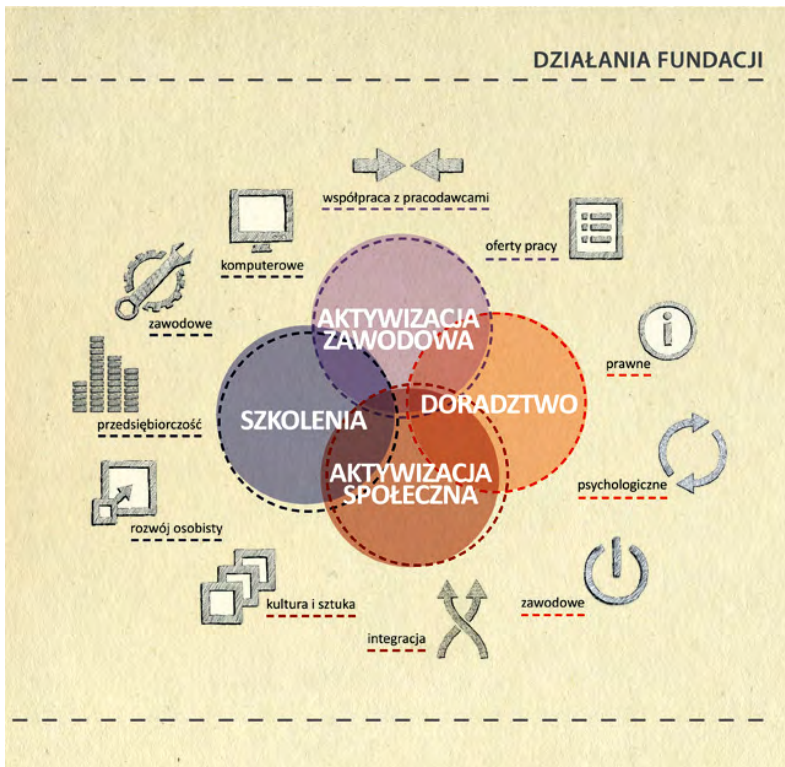 DZIAŁANIA FUNDACJI
współpraca z pracodawcami
oferty pracy
komputerowe
zawodowe
prawne
przedsiębiorczość
AKTYWIZACJA
ZAWODOWA
SZKOLENIA
DORADZTWO
AKTYWIZACJA
SPOŁECZNA
psychologiczne
rozwój osobisty
kultura i sztuka
zawodowe
integracja